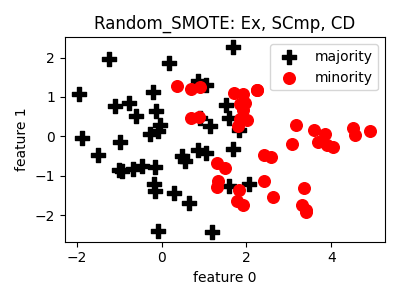 Random_SMOTE: Ex, SCmp, CD
majority
minority
feature 1
2
1
0
−1
−2
−2
0
2
4
feature 0